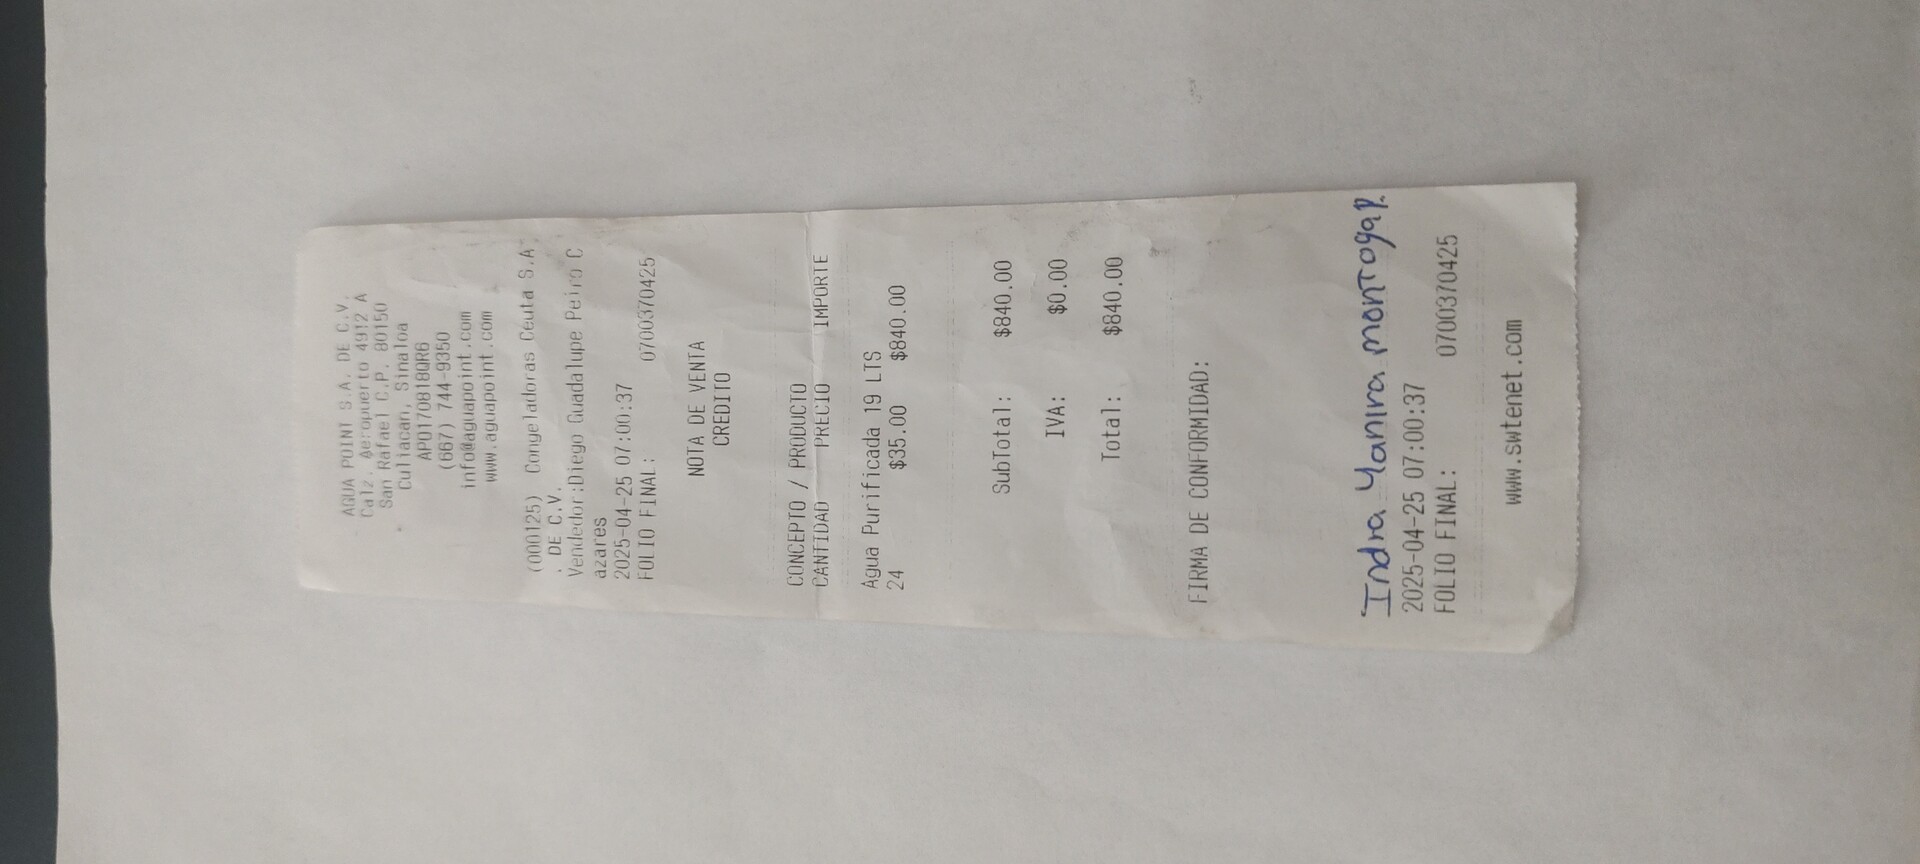 AGUA POINT S.A. DE C.V.
Calz. Aeropuerto 4912 A
San Rafael C.P. 80150
Culiacán, Sinaloa
APO170818QR6
(667) 744-9350
info@aguapoint.com
www.aguapoint.com
(000125) Congeladoras Ceuta S.A
. DE C.V.
Vendedor:Diego Guadalupe Peiro C
azares
2025-04-25 07:00:37
FOLIO FINAL: 0700370425
NOTA DE VENTA
CREDITO
CONCEPTO / PRODUCTO
CANTIDAD PRECIO IMPORTE
Agua Purificada 19 LTS
24 $35.00 $840.00
SubTotal: $840.00
IVA: $0.00
Total: $840.00
FIRMA DE CONFORMIDAD:
Indra Yanira monToya P.
2025-04-25 07:00:37
FOLIO FINAL: 0700370425
www.swtenet.com